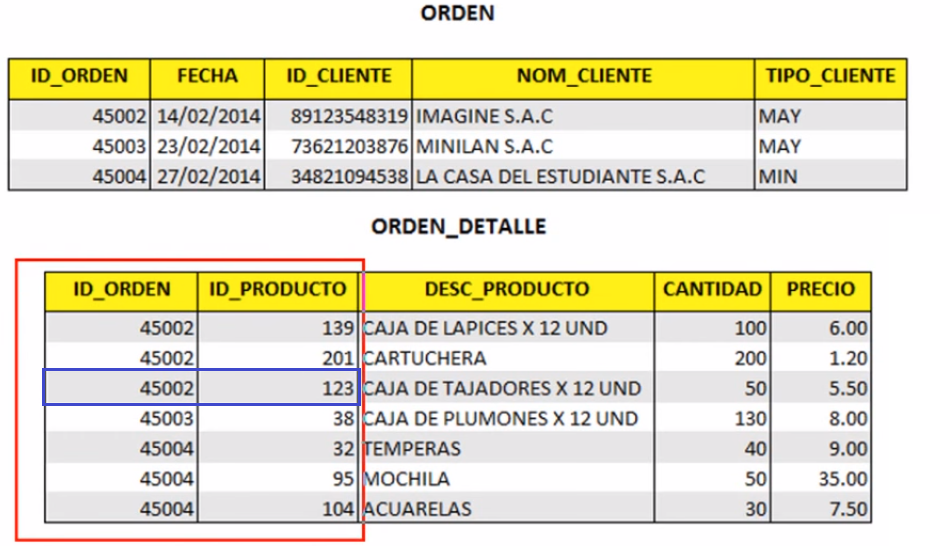 ORDEN
ID_ORDEN FECHA ID_CLIENTE NOM_CLIENTE TIPO_CLIENTE
45002 14/02/2014 89123548319 IMAGINE S.A.C MAY
45003 23/02/2014 73621203876 MINILAN S.A.C MAY
45004 27/02/2014 34821094538 LA CASA DEL ESTUDIANTE S.A.C MIN
ORDEN_DETALLE
ID_ORDEN ID_PRODUCTO DESC_PRODUCTO CANTIDAD PRECIO
45002 139 CAJA DE LAPICES X 12 UND 100 6.00
45002 201 CARTUCHERA 200 1.20
45002 123 CAJA DE TAJADORES X 12 UND 50 5.50
45003 38 CAJA DE PLUMONES X 12 UND 130 8.00
45004 32 TEMPERAS 40 9.00
45004 95 MOCHILA 50 35.00
45004 104 ACUARELAS 30 7.50